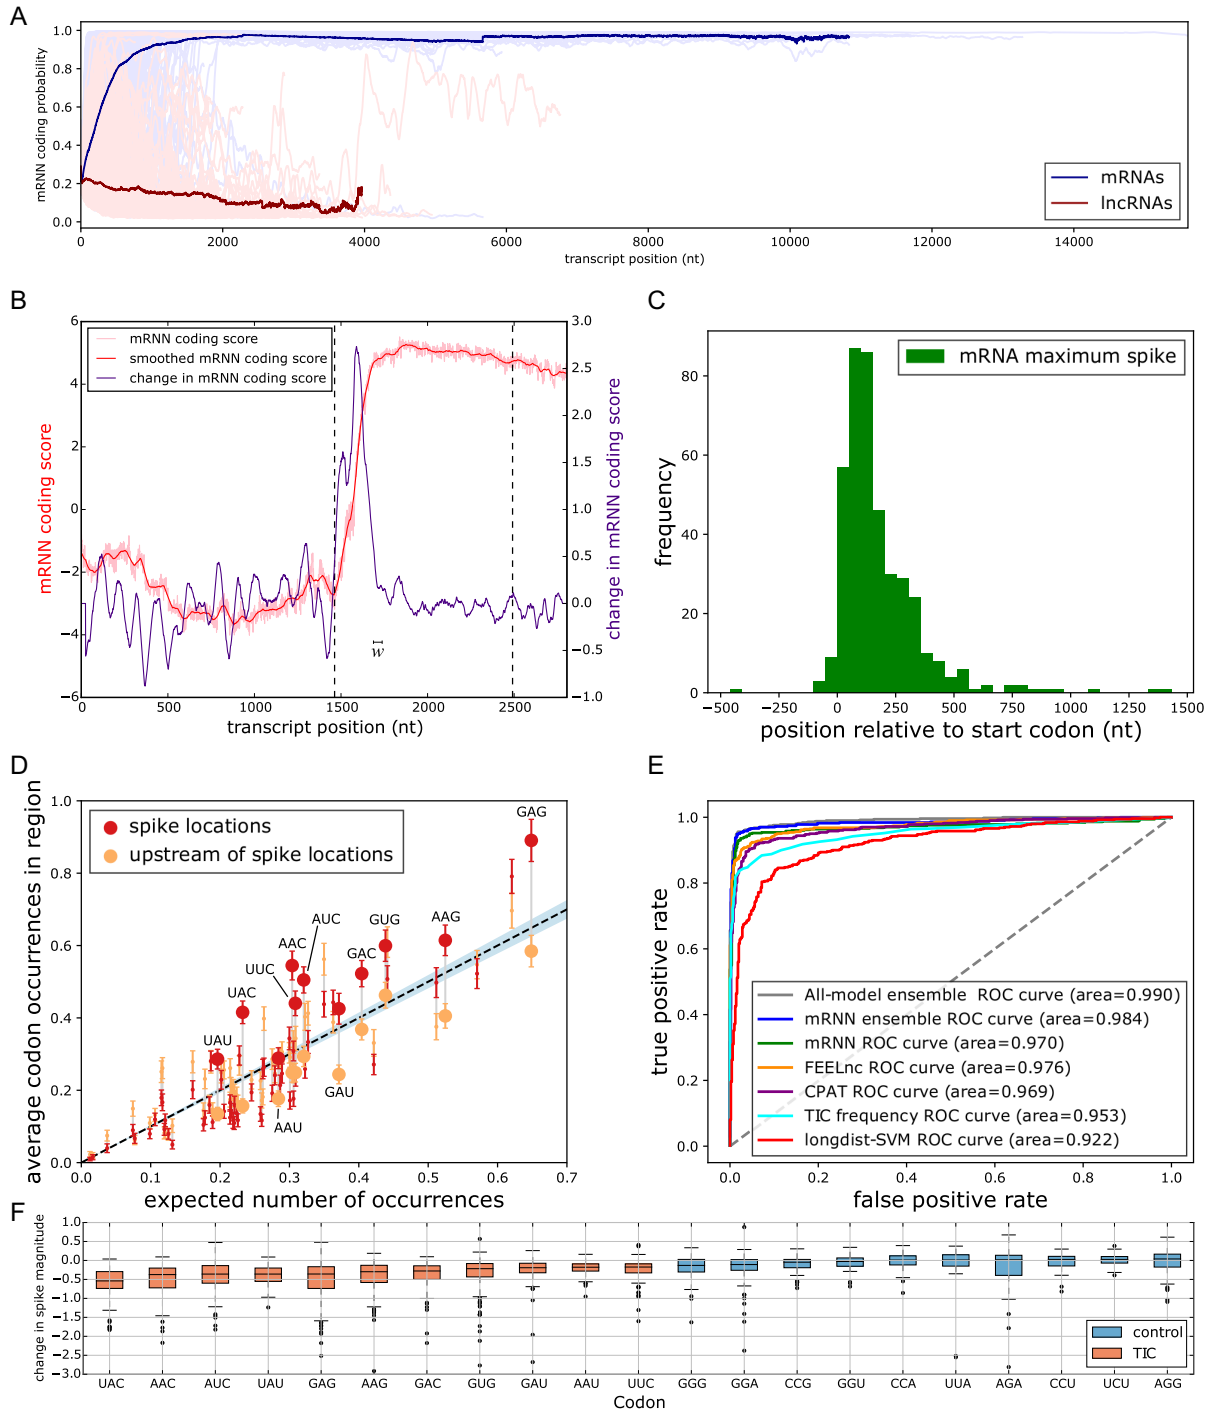 A
mRNN coding probability
1.0
0.8
0.6
0.4
0.2
0.0
mRNAs
lncRNAs
0 2000 4000 6000 8000 10000 12000 14000
transcript position (nt)
B
mRNN coding score
6
4
2
0
−2
−4
−6
mRNN coding score
smoothed mRNN coding score
change in mRNN coding score
w
3.0
2.5
2.0
1.5
1.0
0.5
0.0
−0.5
−1.0
change in mRNN coding score
0 500 1000 1500 2000 2500
transcript position (nt)
C
frequency
80
60
40
20
0
mRNA maximum spike
−500 −250 0 250 500 750 1000 1250 1500
position relative to start codon (nt)
D
average codon occurrences in region
1.0
0.8
0.6
0.4
0.2
0.0
spike locations
upstream of spike locations
GAG
AUC
GUG
AAG
AAC
GAC
UUC
UAC
UAU
GAU
AAU
0.0 0.1 0.2 0.3 0.4 0.5 0.6 0.7
expected number of occurrences
E
true positive rate
1.0
0.8
0.6
0.4
0.2
0.0
All-model ensemble ROC curve (area=0.990)
mRNN ensemble ROC curve (area=0.984)
mRNN ROC curve (area=0.970)
FEELnc ROC curve (area=0.976)
CPAT ROC curve (area=0.969)
TIC frequency ROC curve (area=0.953)
longdist-SVM ROC curve (area=0.922)
0.0 0.2 0.4 0.6 0.8 1.0
false positive rate
F
change in spike magnitude
1.0
0.5
0.0
−0.5
−1.0
−1.5
−2.0
−2.5
−3.0
control
TIC
UAC AAC AUC UAU GAG AAG GAC GUG GAU AAU UUC GGG GGA CCG GGU CCA UUA AGA CCU UCU AGG
Codon